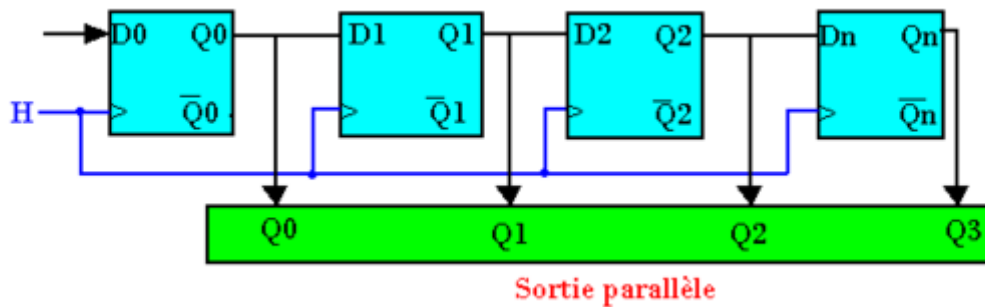 D0 Q0 D1 Q1 D2 Q2 Dn Qn
H Q̅0 Q̅1 Q̅2 Q̅n
Q0 Q1 Q2 Q3
Sortie parallèle